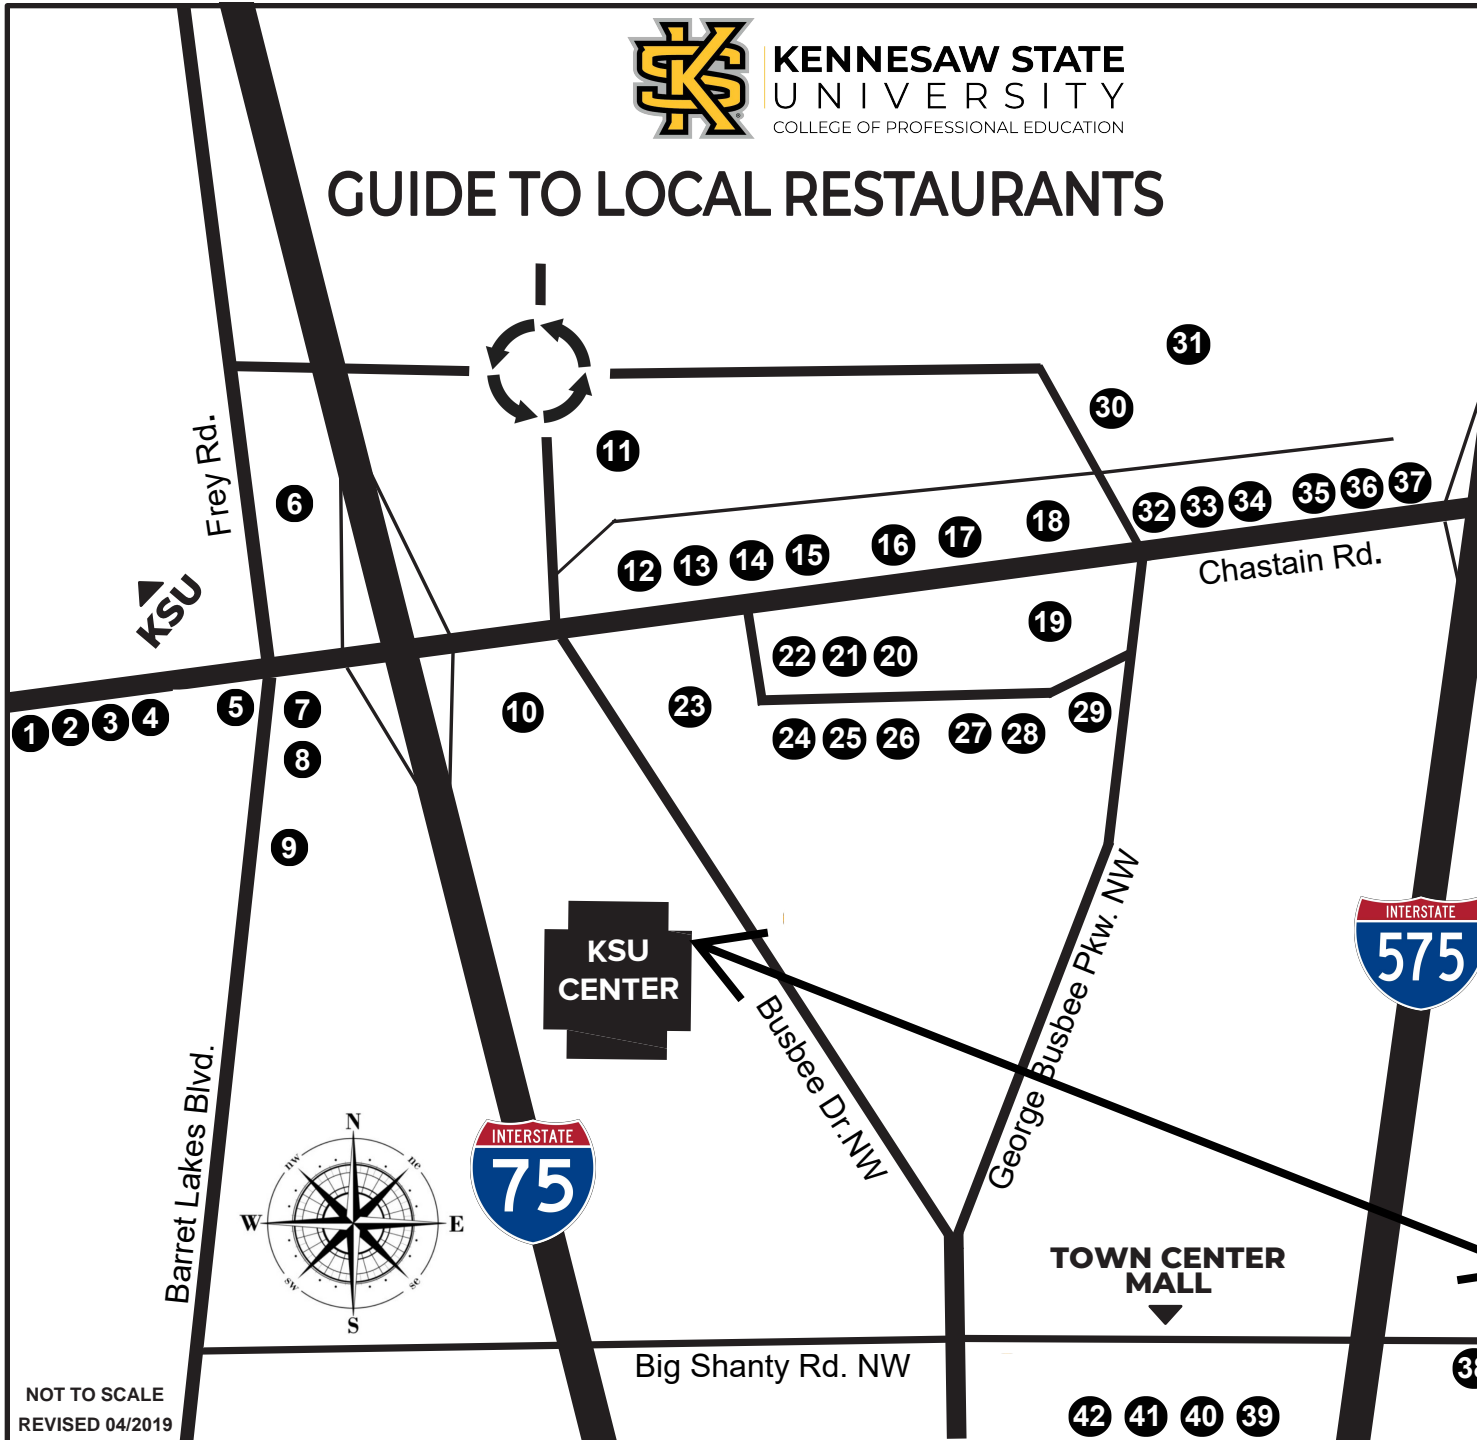 KENNESAW STATE
UNIVERSITY
COLLEGE OF PROFESSIONAL EDUCATION
GUIDE TO LOCAL RESTAURANTS
31
30
11
Frey Rd.
6
37
36
35
34
33
32
18
17
16
15
14
13
12
Chastain Rd.
KSU
19
22 21 20
1 2 3 4
5
7
10
23
29
24 25 26
27 28
8
9
KSU
CENTER
INTERSTATE
575
Busbee Dr.NW
George Busbee Pkw. NW
Barret Lakes Blvd.
N
nw
ne
W
E
sw
se
S
INTERSTATE
75
TOWN CENTER
MALL
Big Shanty Rd. NW
38
NOT TO SCALE
REVISED 04/2019
42 41 40 39